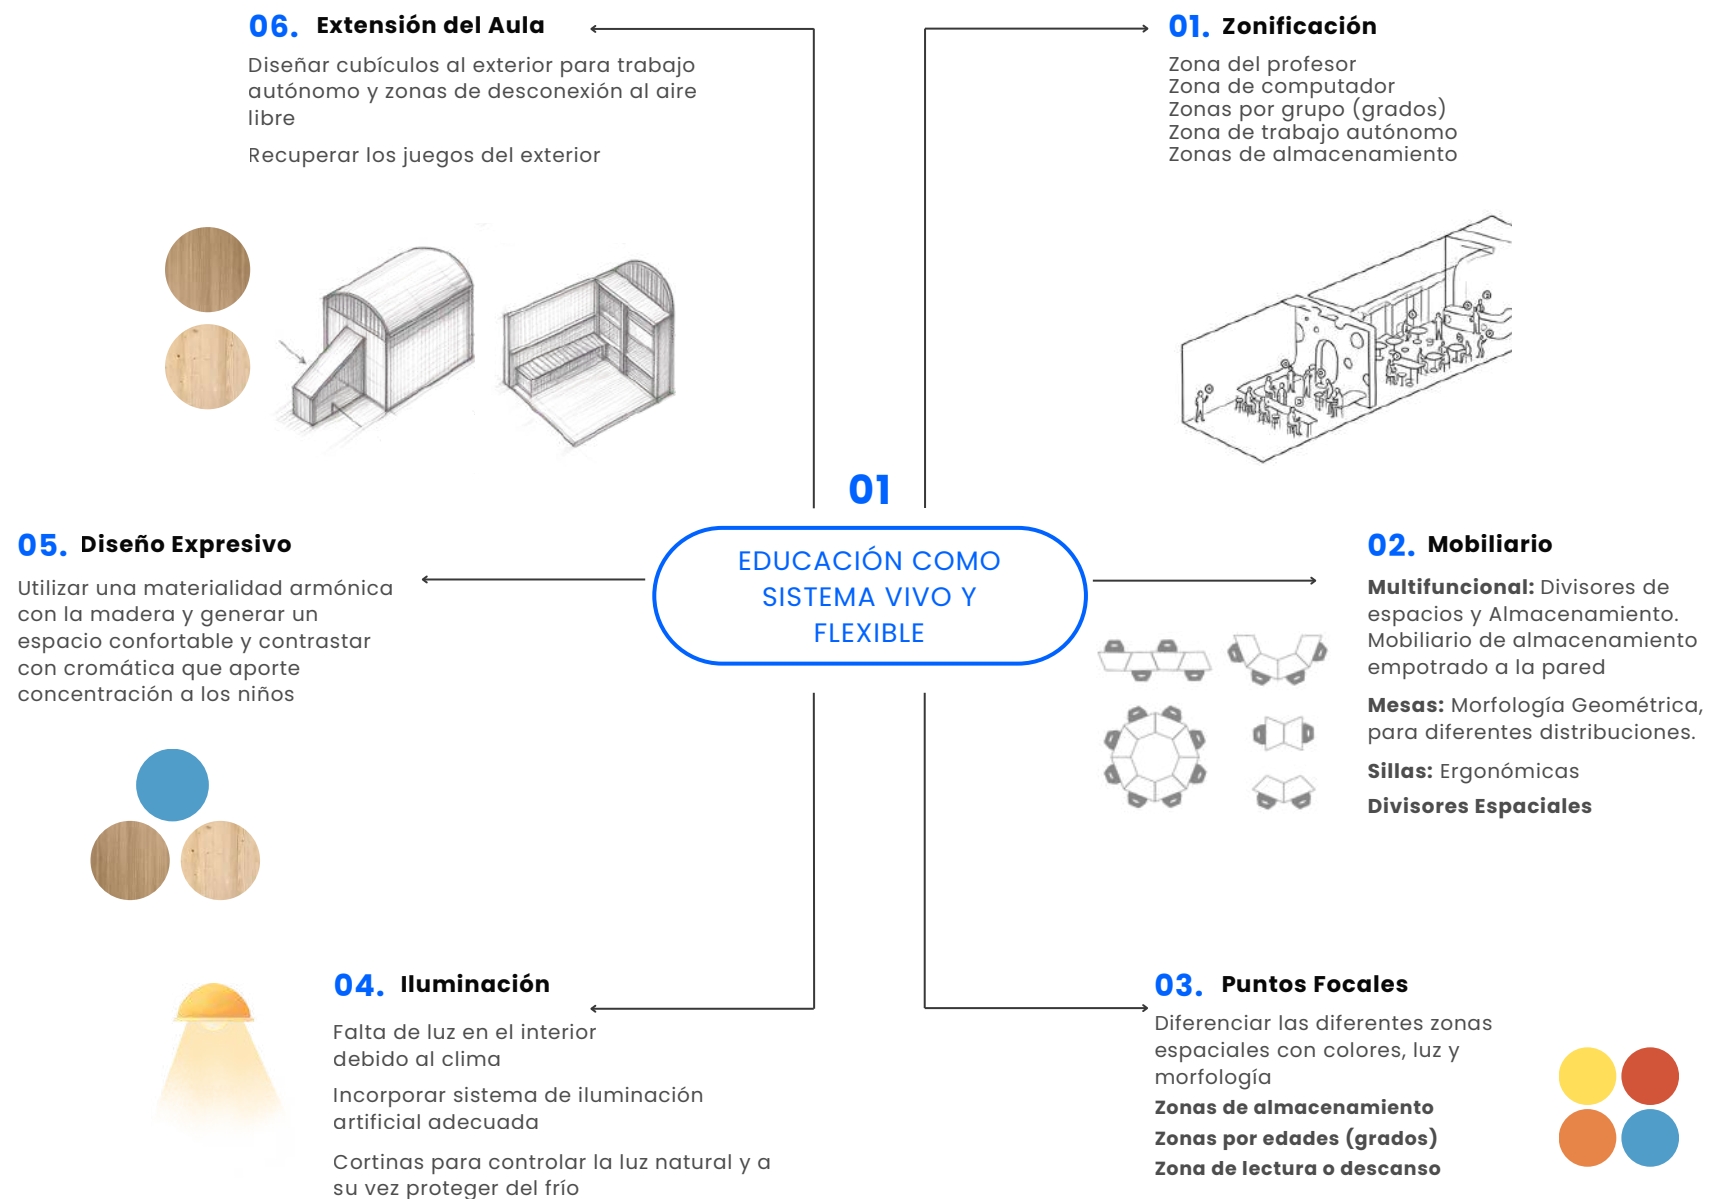 06. Extensión del Aula
Diseñar cubículos al exterior para trabajo
autónomo y zonas de desconexión al aire
libre
Recuperar los juegos del exterior
01. Zonificación
Zona del profesor
Zona de computador
Zonas por grupo (grados)
Zona de trabajo autónomo
Zonas de almacenamiento
01
EDUCACIÓN COMO
SISTEMA VIVO Y
FLEXIBLE
05. Diseño Expresivo
Utilizar una materialidad armónica
con la madera y generar un
espacio confortable y contrastar
con cromática que aporte
concentración a los niños
02. Mobiliario
Multifuncional: Divisores de
espacios y Almacenamiento.
Mobiliario de almacenamiento
empotrado a la pared
Mesas: Morfología Geométrica,
para diferentes distribuciones.
Sillas: Ergonómicas
Divisores Espaciales
04. Iluminación
Falta de luz en el interior
debido al clima
Incorporar sistema de iluminación
artificial adecuada
Cortinas para controlar la luz natural y a
su vez proteger del frío
03. Puntos Focales
Diferenciar las diferentes zonas
espaciales con colores, luz y
morfología
Zonas de almacenamiento
Zonas por edades (grados)
Zona de lectura o descanso